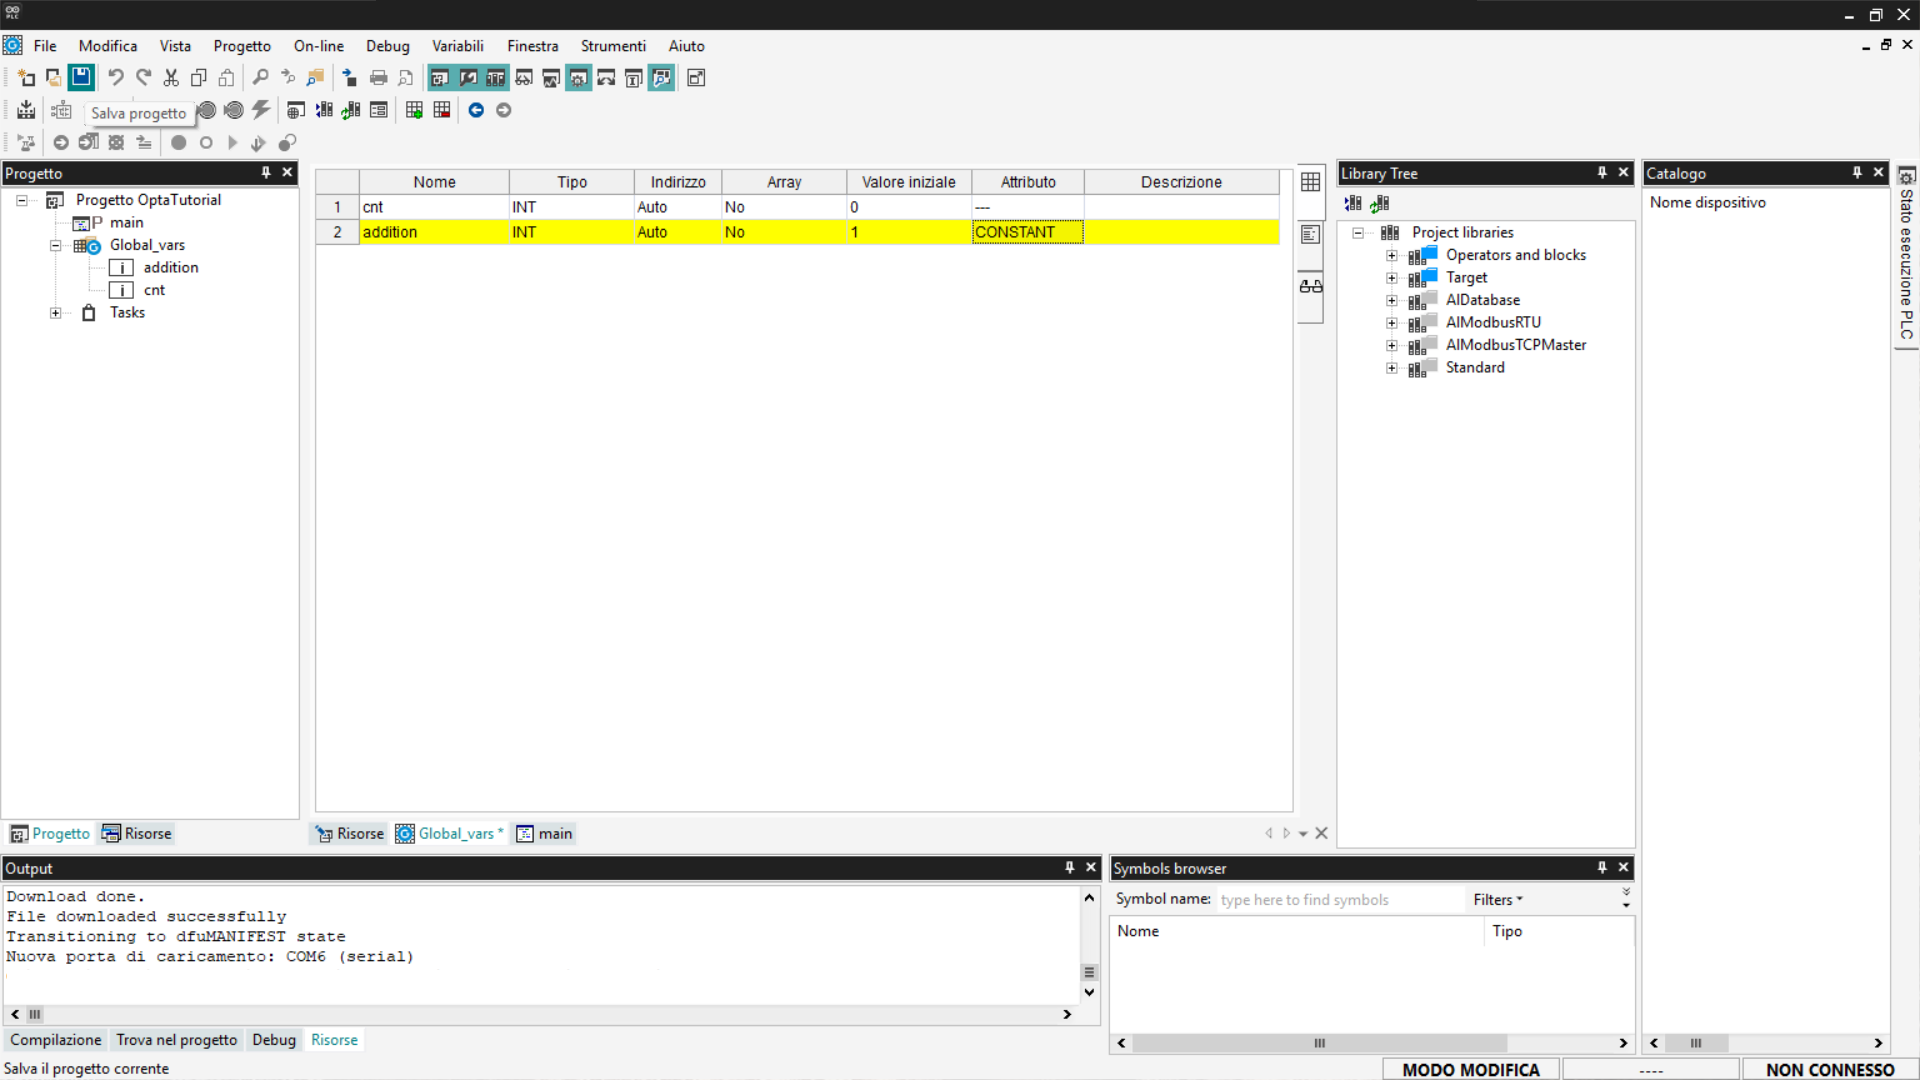 PLC
File Modifica Vista Progetto On-line Debug Variabili Finestra Strumenti Aiuto
Salva progetto
Progetto
Progetto OptaTutorial
main
Global_vars
addition
cnt
Tasks
Progetto Risorse
Nome Tipo Indirizzo Array Valore iniziale Attributo Descrizione
1 cnt INT Auto No 0 ---
2 addition INT Auto No 1 CONSTANT
Risorse Global_vars * main
Library Tree
Project libraries
Operators and blocks
Target
AlDatabase
AlModbusRTU
AlModbusTCPMaster
Standard
Catalogo
Nome dispositivo
Stato esecuzione PLC
Output
Download done.
File downloaded successfully
Transitioning to dfuMANIFEST state
Nuova porta di caricamento: COM6 (serial)
Compilazione Trova nel progetto Debug Risorse
Symbols browser
Symbol name: type here to find symbols Filters
Nome Tipo
Salva il progetto corrente
MODO MODIFICA ---- NON CONNESSO